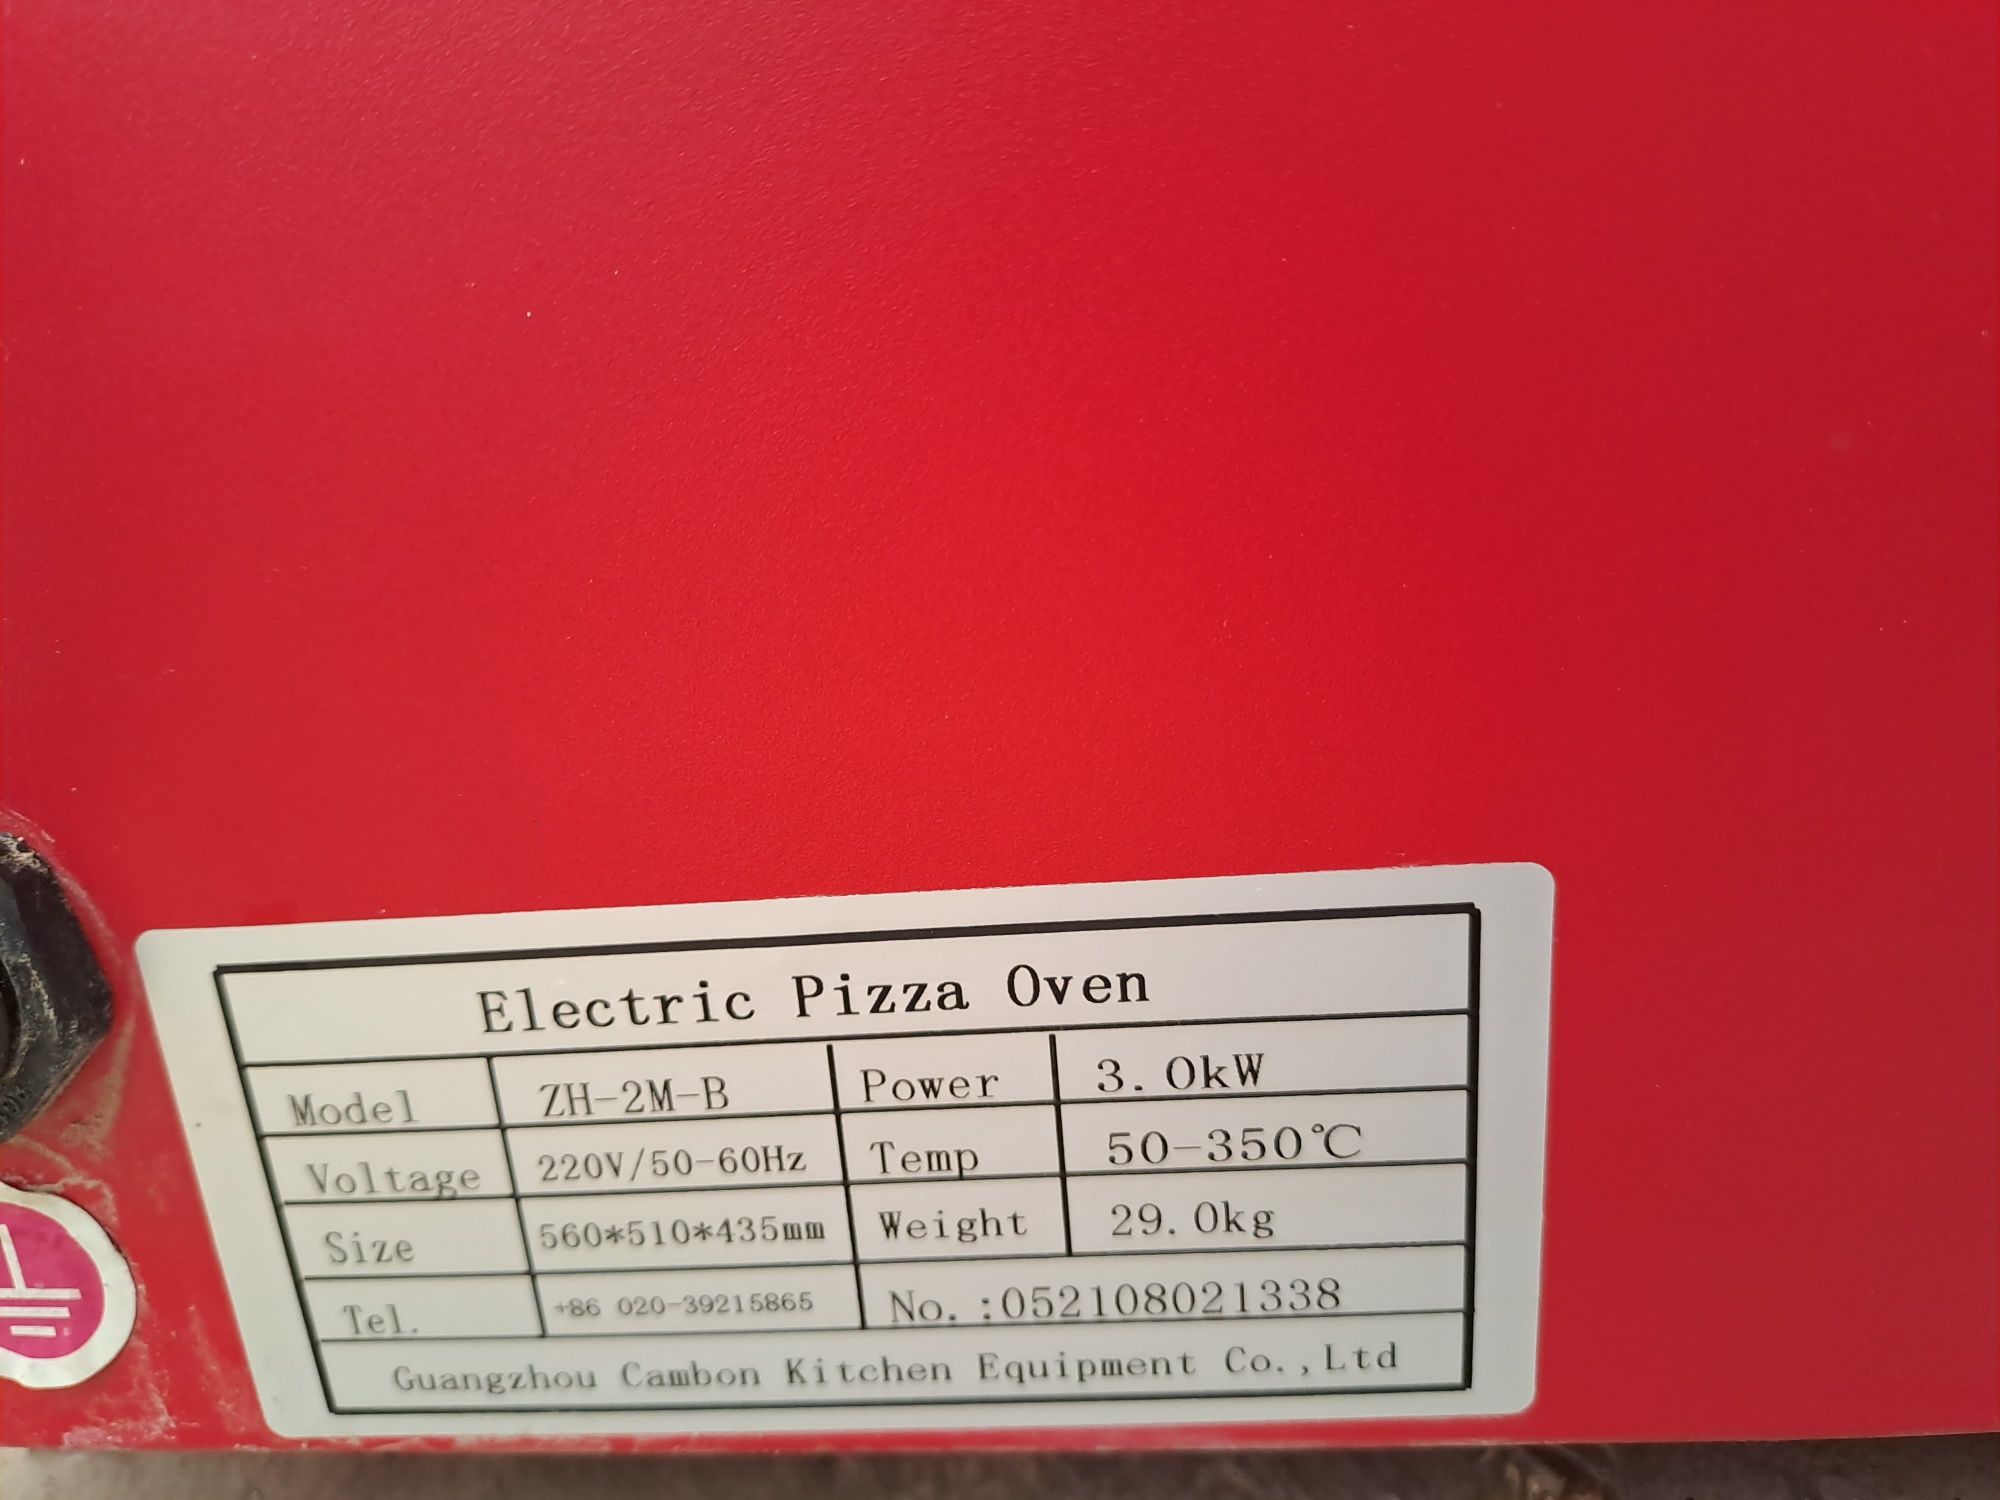 Electric Pizza Oven
Model ZH-2M-B Power 3.0kW
Voltage 220V/50-60Hz Temp 50-350℃
Size 560*510*435mm Weight 29.0kg
Tel. +86 020-39215865 No.:052108021338
Guangzhou Cambon Kitchen Equipment Co.,Ltd